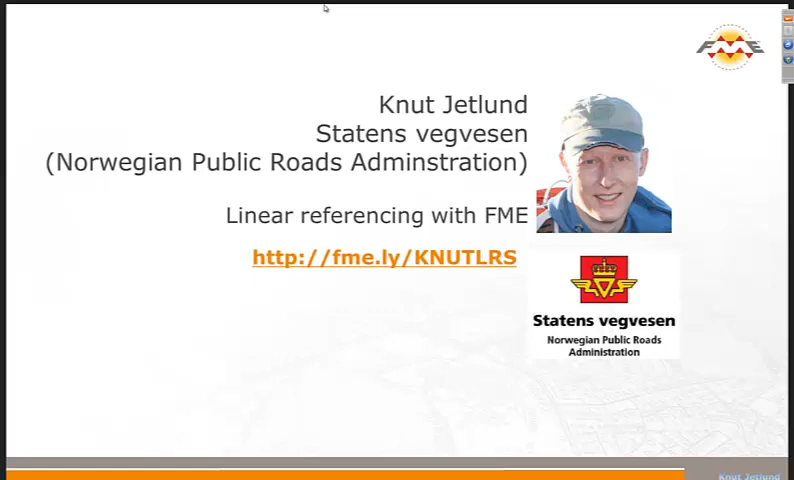 FME
Knut Jetlund
Statens vegvesen
(Norwegian Public Roads Adminstration)
Linear referencing with FME
http://fme.ly/KNUTLRS
Statens vegvesen
Norwegian Public Roads
Administration
Knut Jetlund